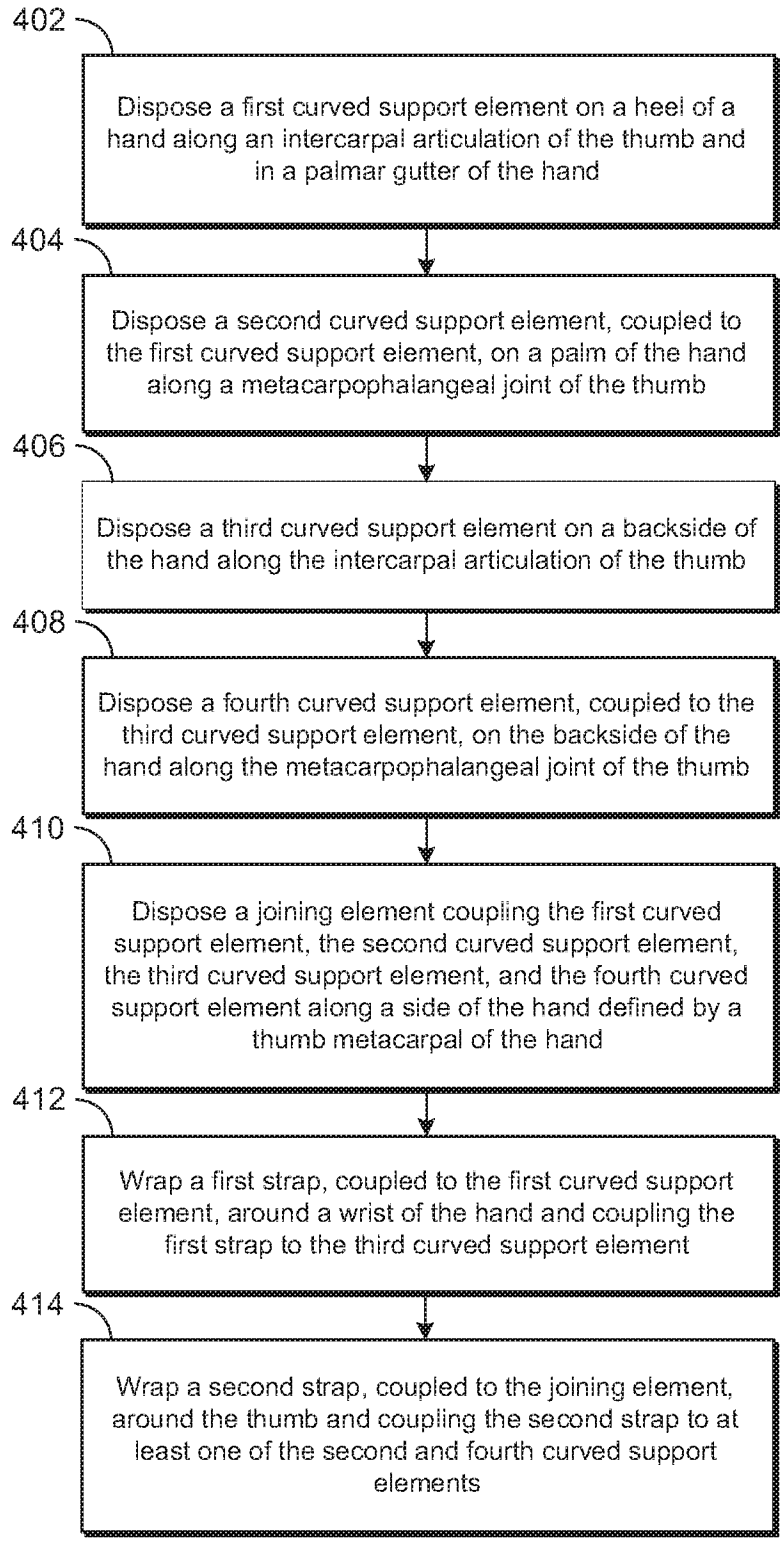 402
Dispose a first curved support element on a heel of a
hand along an intercarpal articulation of the thumb and
in a palmar gutter of the hand
404
Dispose a second curved support element, coupled to
the first curved support element, on a palm of the hand
along a metacarpophalangeal joint of the thumb
406
Dispose a third curved support element on a backside of
the hand along the intercarpal articulation of the thumb
408
Dispose a fourth curved support element, coupled to the
third curved support element, on the backside of the
hand along the metacarpophalangeal joint of the thumb
410
Dispose a joining element coupling the first curved
support element, the second curved support element,
the third curved support element, and the fourth curved
support element along a side of the hand defined by a
thumb metacarpal of the hand
412
Wrap a first strap, coupled to the first curved support
element, around a wrist of the hand and coupling the
first strap to the third curved support element
414
Wrap a second strap, coupled to the joining element,
around the thumb and coupling the second strap to at
least one of the second and fourth curved support
elements